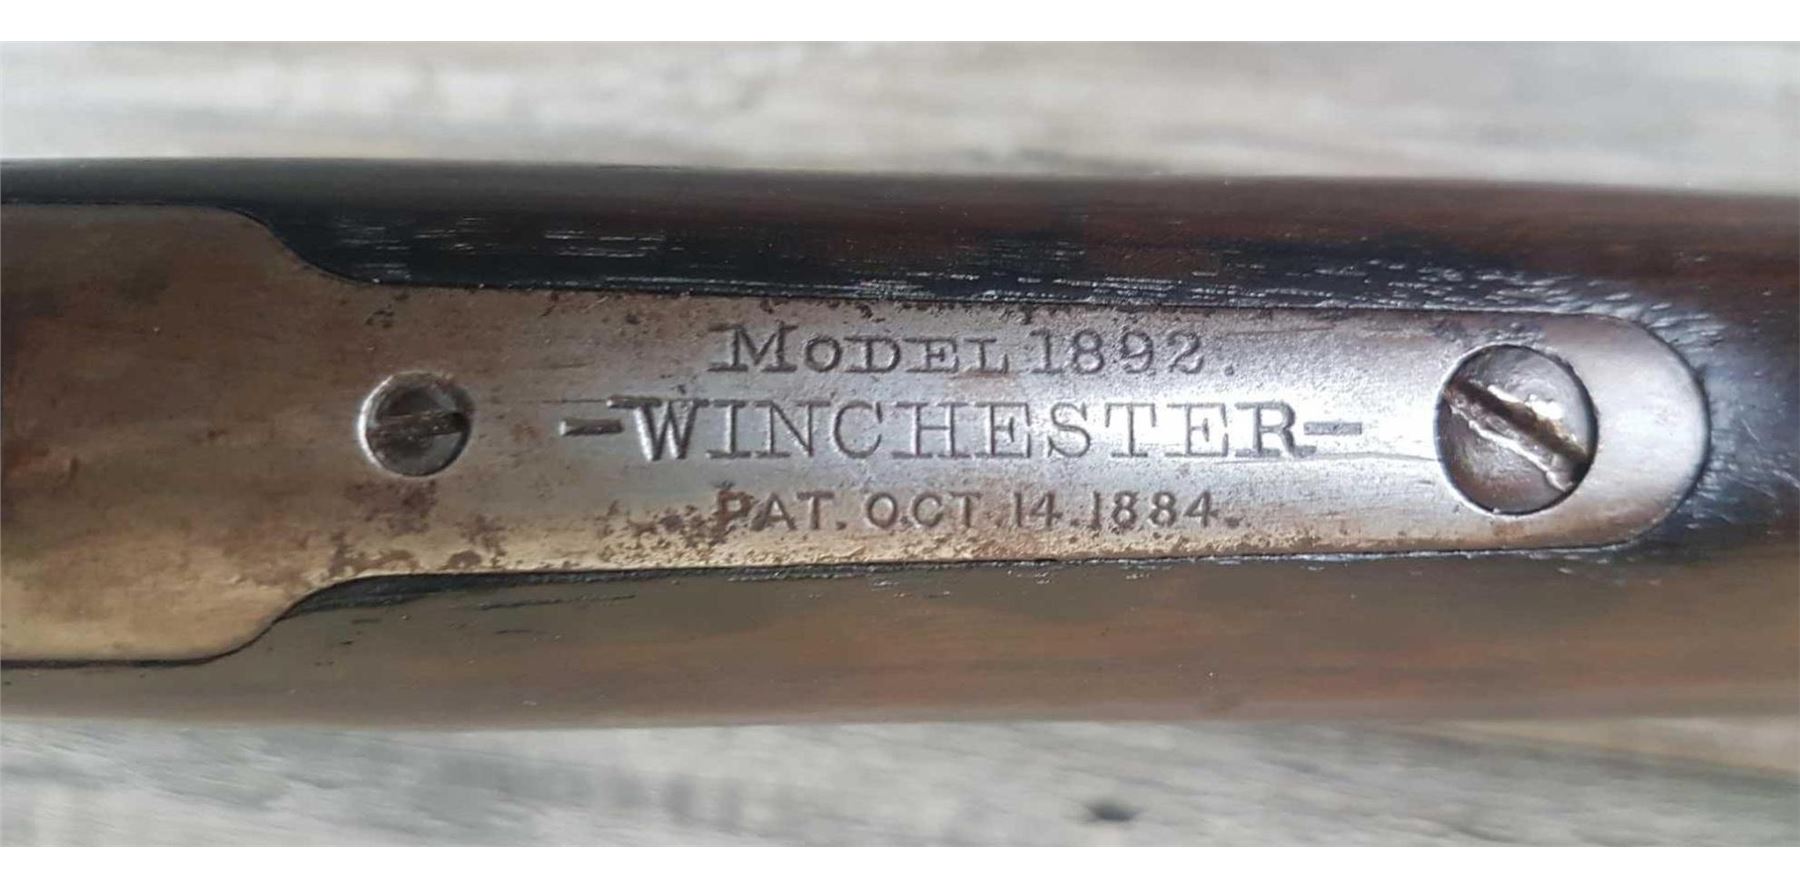 MODEL 1892.
-WINCHESTER-
PAT. OCT. 14. 1884.